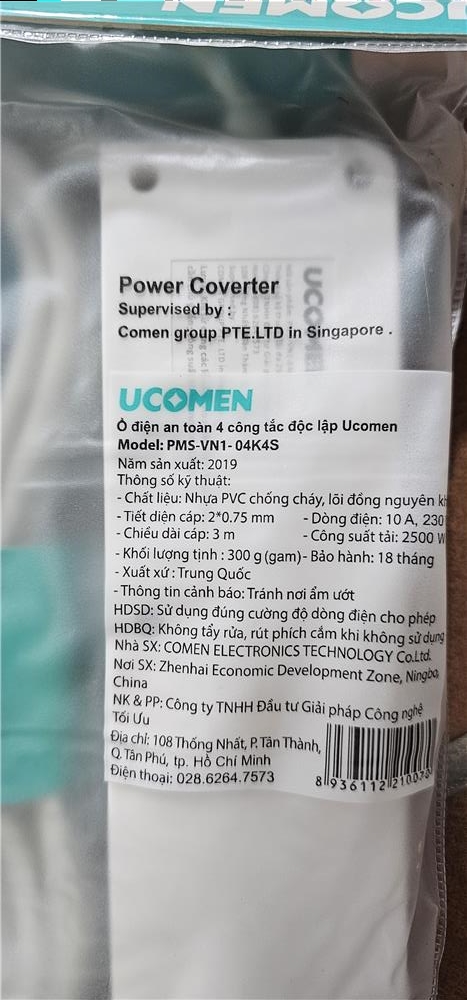 UCOMEN
Power Coverter
Supervised by :
Comen group PTE.LTD in Singapore .
UCOMEN
Ổ điện an toàn 4 công tắc độc lập Ucomen
Model: PMS-VN1- 04K4S
Năm sản xuất: 2019
Thông số kỹ thuật:
- Chất liệu: Nhựa PVC chống cháy, lõi đồng nguyên
- Tiết diện cáp: 2*0.75 mm - Dòng điện: 10 A, 230
- Chiều dài cáp: 3 m - Công suất tải: 2500 W
- Khối lượng tịnh : 300 g (gam)- Bảo hành: 18 tháng
- Xuất xứ : Trung Quốc
- Thông tin cảnh báo: Tránh nơi ẩm ướt
HDSD: Sử dụng đúng cường độ dòng điện cho phép
HDBQ: Không tẩy rửa, rút phích cắm khi không sử dụng
Nhà SX: COMEN ELECTRONICS TECHNOLOGY Co.Ltd.
Nơi SX: Zhenhai Economic Development Zone, Ningbo,
China
NK & PP: Công ty TNHH Đầu tư Giải pháp Công nghệ
Tối Ưu
Địa chỉ: 108 Thống Nhất, P. Tân Thành,
Q. Tân Phú, tp. Hồ Chí Minh
Điện thoại: 028.6264.7573
8 936112 210070